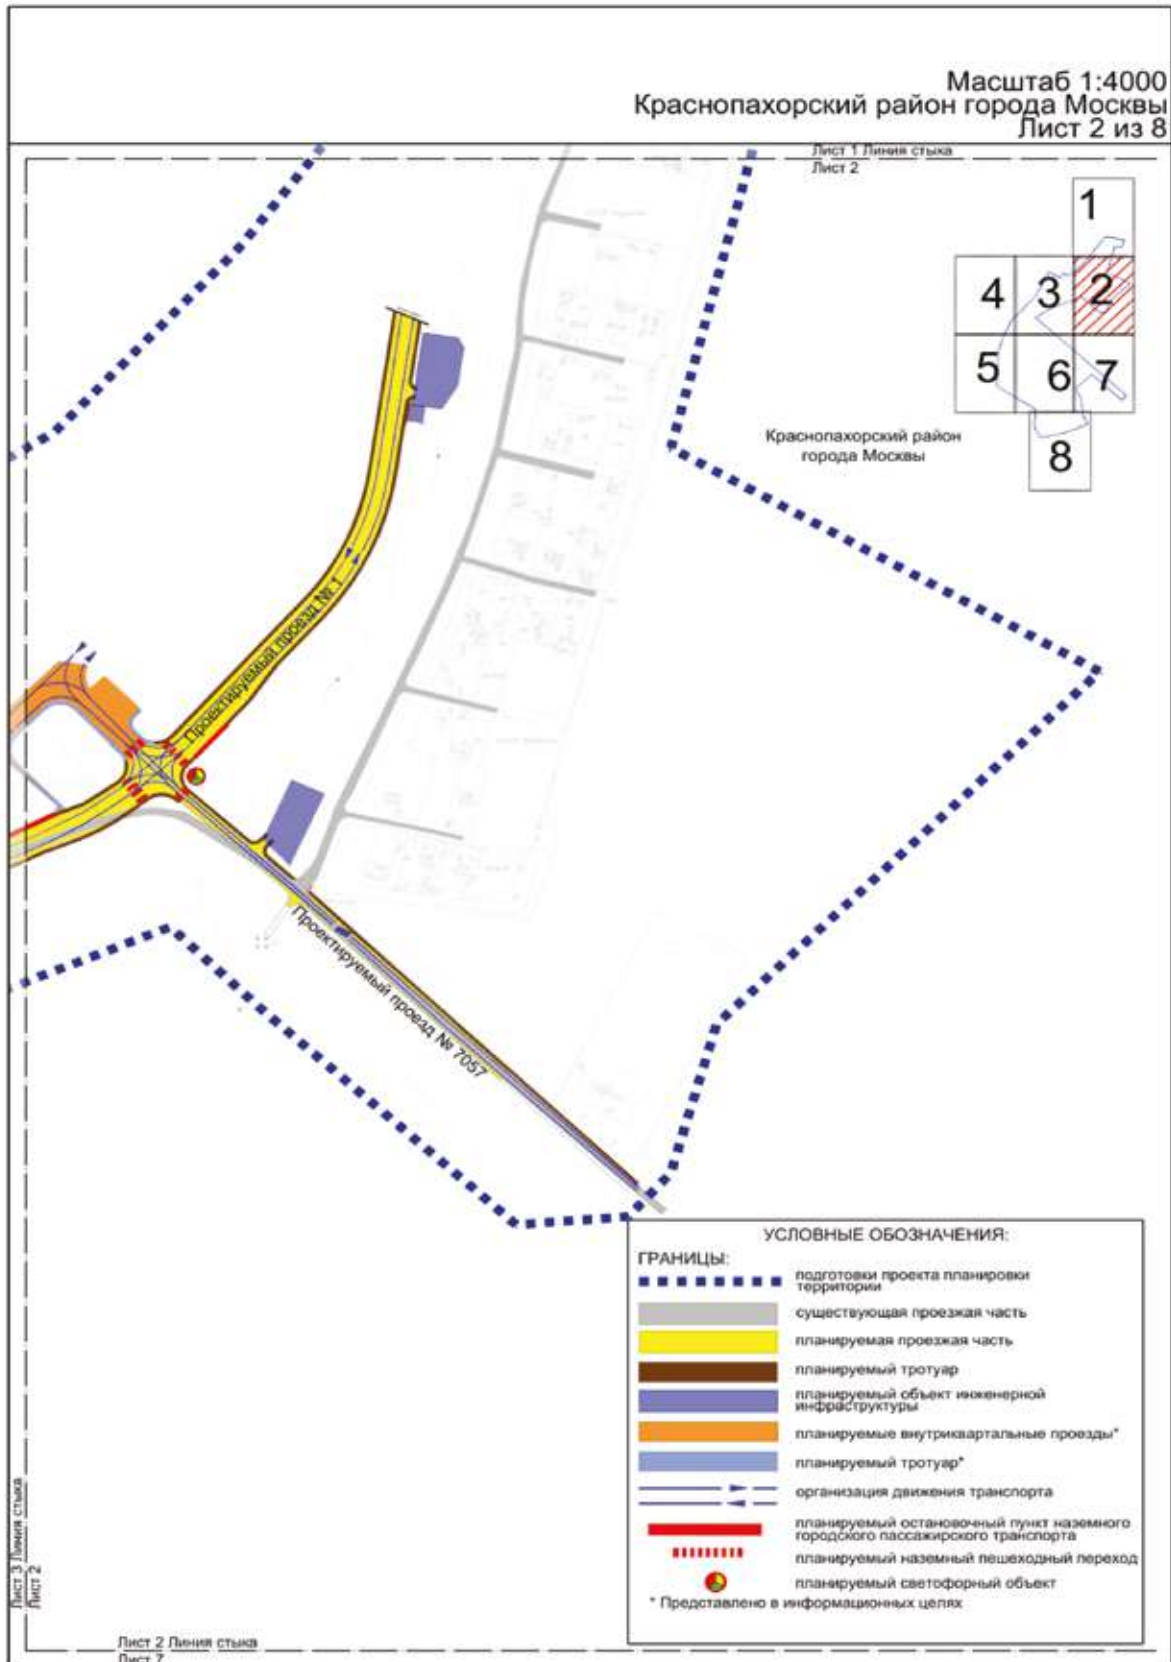 Масштаб 1:4000
Краснопахорский район города Москвы
Лист 2 из 8
Лист 1 Линия стыка
Лист 2
1
4
3
2
5
6
7
8
Краснопахорский район
города Москвы
Проектируемый проезд № 1
Проектируемый проезд № 7057
УСЛОВНЫЕ ОБОЗНАЧЕНИЯ:
ГРАНИЦЫ:
подготовки проекта планировки
территории
существующая проезжая часть
планируемая проезжая часть
планируемый тротуар
планируемый объект инженерной
инфраструктуры
планируемые внутриквартальные проезды*
планируемый тротуар*
организация движения транспорта
планируемый остановочный пункт наземного
городского пассажирского транспорта
планируемый наземный пешеходный переход
планируемый светофорный объект
* Представлено в информационных целях
Лист 3 Линия стыка
Лист 2
Лист 2 Линия стыка
Лист 7